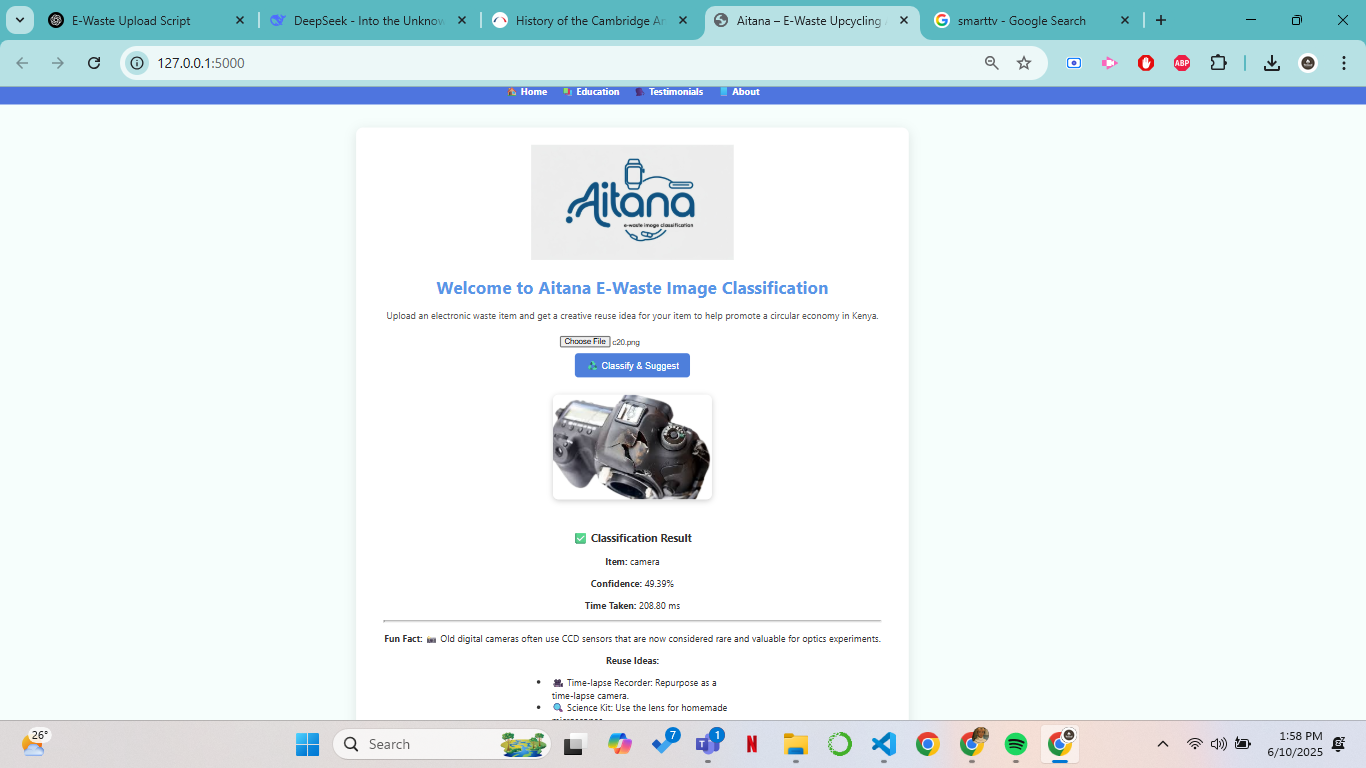 E-Waste Upload Script
DeepSeek - Into the Unknow
History of the Cambridge Ar
Aitana – E-Waste Upcycling
smarttv - Google Search
127.0.0.1:5000
ABP
Home Education Testimonials About
Aitana
e-waste image classification
Welcome to Aitana E-Waste Image Classification
Upload an electronic waste item and get a creative reuse idea for your item to help promote a circular economy in Kenya.
Choose File c20.png
Classify & Suggest
Classification Result
Item: camera
Confidence: 49.39%
Time Taken: 208.80 ms
Fun Fact: Old digital cameras often use CCD sensors that are now considered rare and valuable for optics experiments.
Reuse Ideas:
Time-lapse Recorder: Repurpose as a
time-lapse camera.
Science Kit: Use the lens for homemade
26°
Search
7
1
N
1:58 PM
6/10/2025